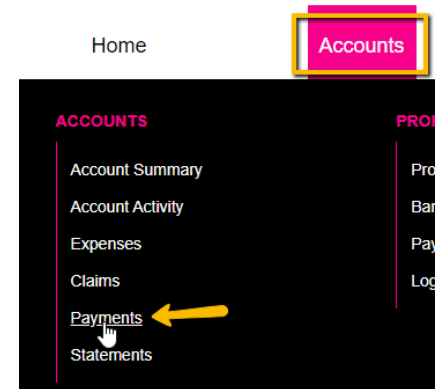 Home Accounts
ACCOUNTS
Account Summary
Account Activity
Expenses
Claims
Payments
Statements